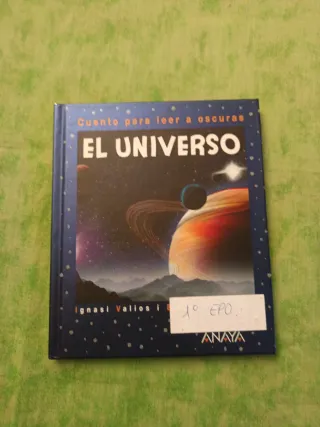 Cuento para leer a oscuras
EL UNIVERSO
Ignasi Valios i
1º EPO
ANAYA